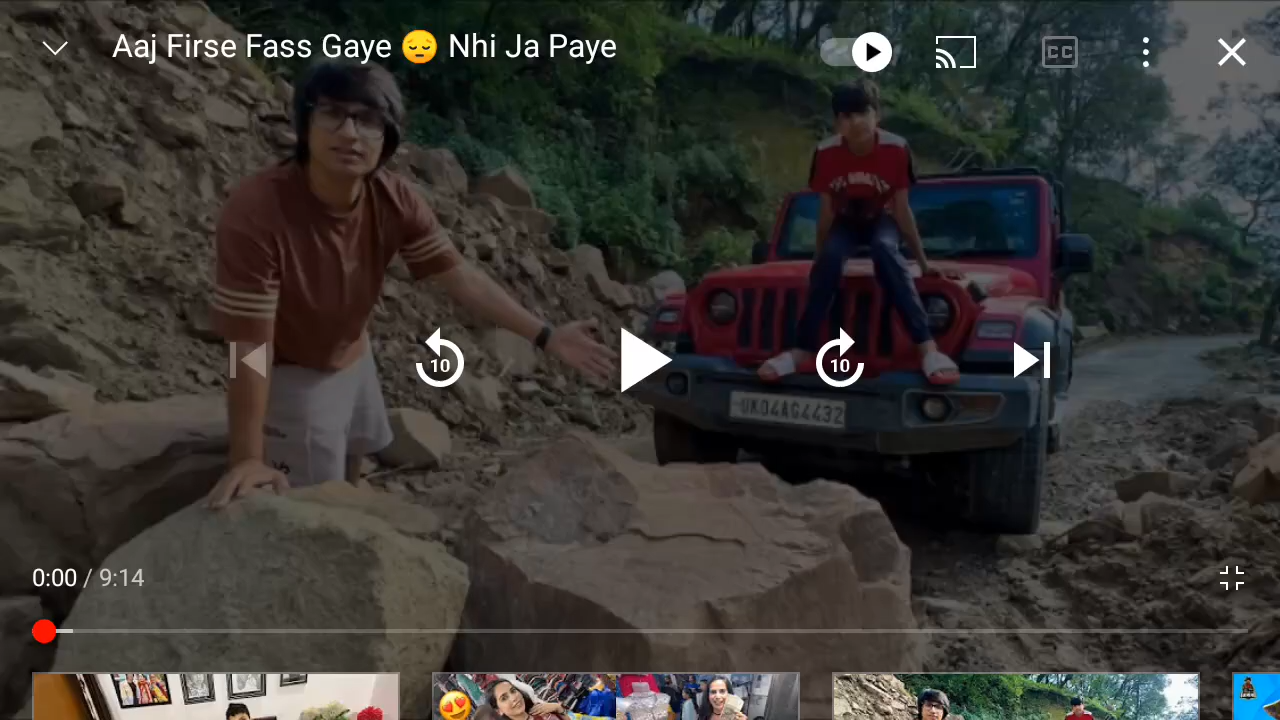 Aaj Firse Fass Gaye 😔 Nhi Ja Paye
CC
10
10
UK04AG4432
0:00 / 9:14